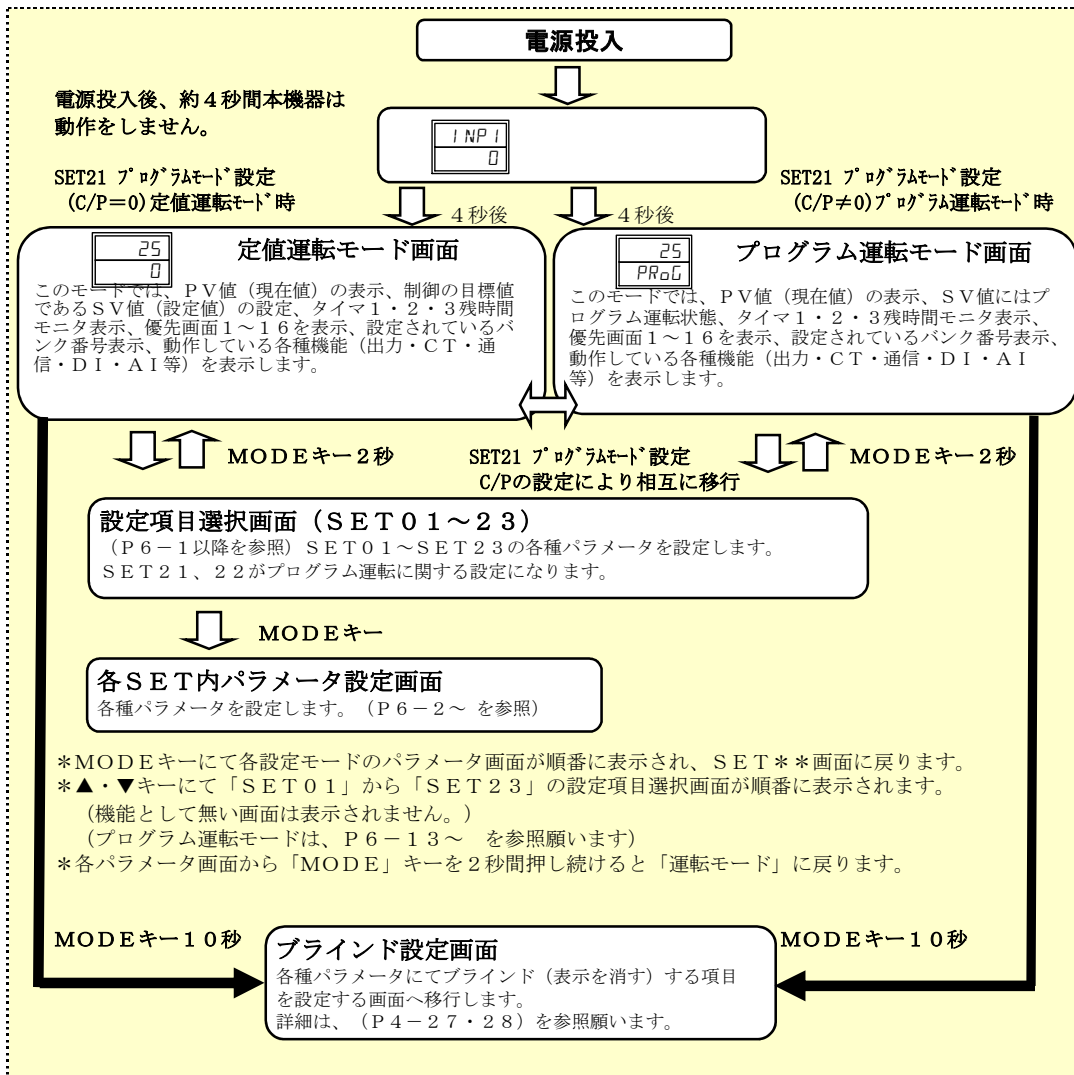 電源投入
電源投入後、約４秒間本機器は
動作をしません。
INP1
0
SET21 ﾌﾟﾛｸﾞﾗﾑﾓｰﾄﾞ設定
(C/P＝0)定値運転ﾓｰﾄﾞ時
SET21 ﾌﾟﾛｸﾞﾗﾑﾓｰﾄﾞ設定
(C/P≠0)ﾌﾟﾛｸﾞﾗﾑ運転ﾓｰﾄﾞ時
４秒後
４秒後
25
0
定値運転モード画面
このモードでは、ＰＶ値（現在値）の表示、制御の目標値
であるＳＶ値（設定値）の設定、タイマ１・２・３残時間
モニタ表示、優先画面１～１６を表示、設定されているバ
ンク番号表示、動作している各種機能（出力・ＣＴ・通
信・ＤＩ・ＡＩ等）を表示します。
25
PRoG
プログラム運転モード画面
このモードでは、ＰＶ値（現在値）の表示、ＳＶ値にはプ
ログラム運転状態、タイマ１・２・３残時間モニタ表示、
優先画面１～１６を表示、設定されているバンク番号表示、
動作している各種機能（出力・ＣＴ・通信・ＤＩ・ＡＩ
等）を表示します。
ＭＯＤＥキー２秒
SET21 ﾌﾟﾛｸﾞﾗﾑﾓｰﾄﾞ設定
C/Pの設定により相互に移行
ＭＯＤＥキー２秒
設定項目選択画面（ＳＥＴ０１～２３）
（Ｐ６－１以降を参照）ＳＥＴ０１～ＳＥＴ２３の各種パラメータを設定します。
ＳＥＴ２１、２２がプログラム運転に関する設定になります。
ＭＯＤＥキー
各ＳＥＴ内パラメータ設定画面
各種パラメータを設定します。（Ｐ６－２～ を参照）
＊ＭＯＤＥキーにて各設定モードのパラメータ画面が順番に表示され、ＳＥＴ＊＊画面に戻ります。
＊▲・▼キーにて「ＳＥＴ０１」から「ＳＥＴ２３」の設定項目選択画面が順番に表示されます。
（機能として無い画面は表示されません。）
（プログラム運転モードは、Ｐ６－１３～ を参照願います）
＊各パラメータ画面から「ＭＯＤＥ」キーを２秒間押し続けると「運転モード」に戻ります。
ＭＯＤＥキー１０秒
ＭＯＤＥキー１０秒
ブラインド設定画面
各種パラメータにてブラインド（表示を消す）する項目
を設定する画面へ移行します。
詳細は、（Ｐ４－２７・２８）を参照願います。